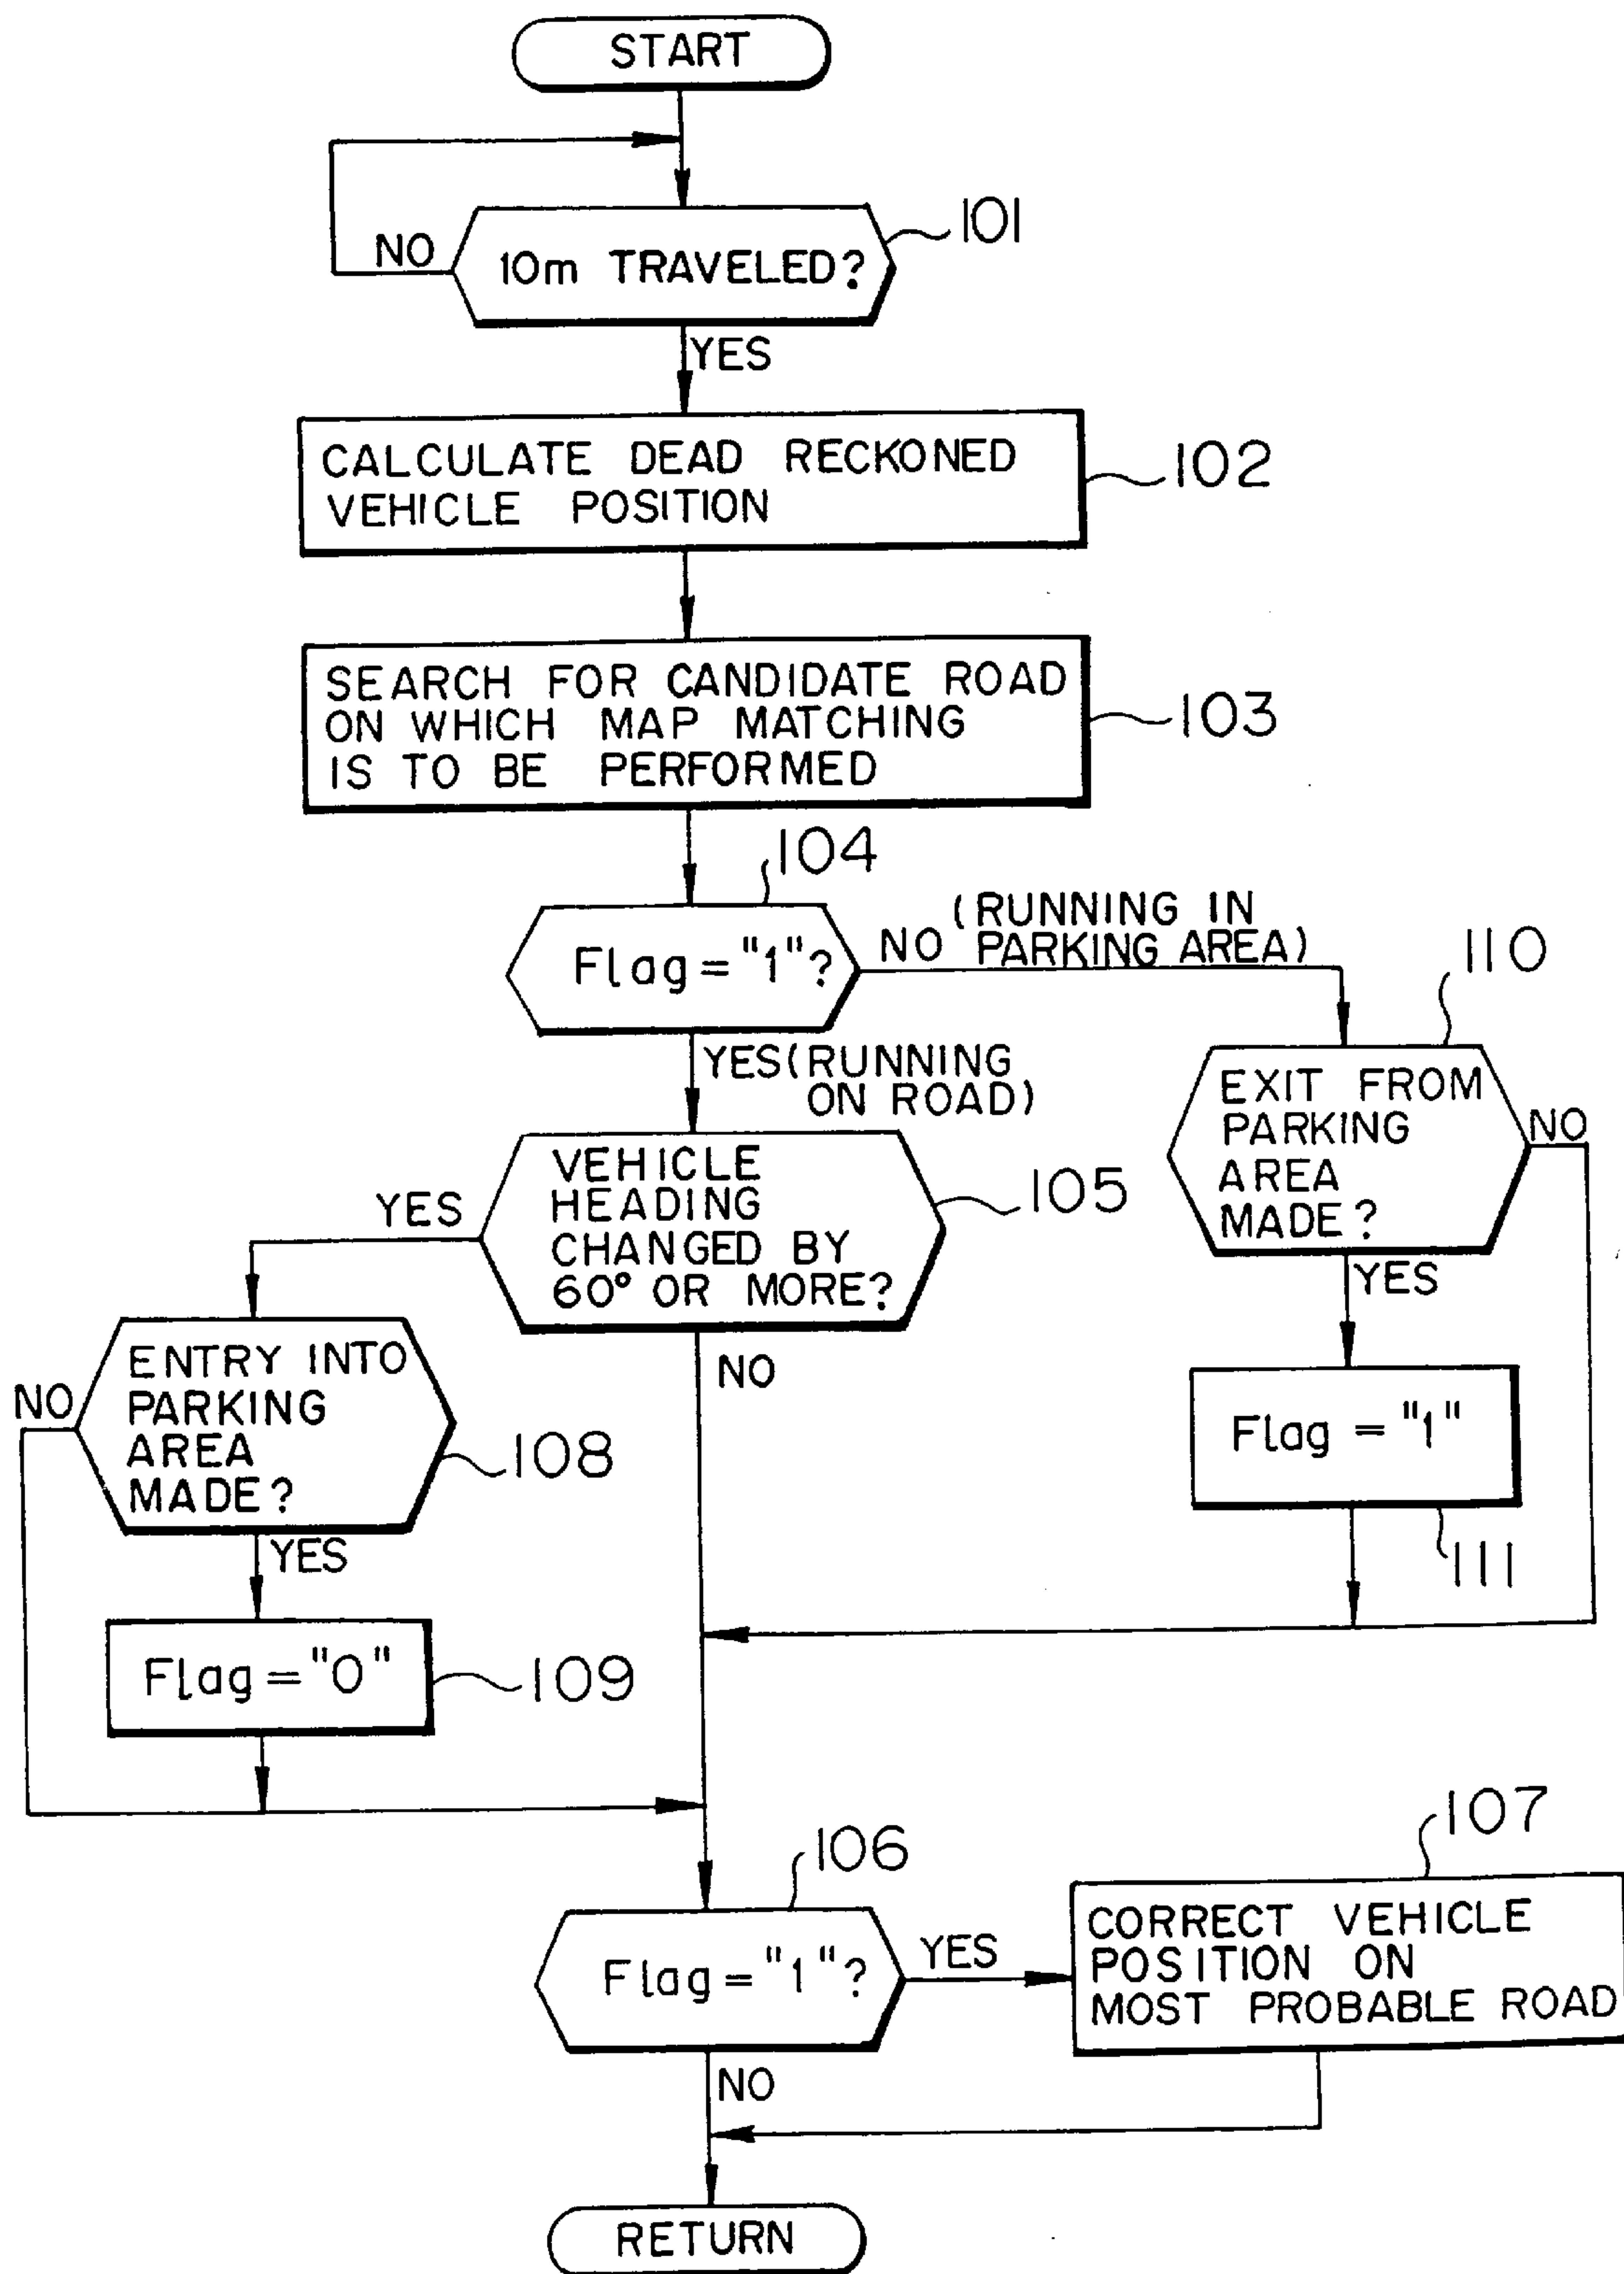 START
101
NO
10m TRAVELED?
YES
CALCULATE DEAD RECKONED
VEHICLE POSITION
102
SEARCH FOR CANDIDATE ROAD
ON WHICH MAP MATCHING
IS TO BE PERFORMED
103
104
Flag = "1"?
NO (RUNNING IN
PARKING AREA)
110
YES (RUNNING
ON ROAD)
EXIT FROM
PARKING
AREA
MADE?
NO
YES
VEHICLE
HEADING
CHANGED BY
60° OR MORE?
105
YES
NO
ENTRY INTO
PARKING
AREA
MADE?
NO
108
Flag = "1"
111
YES
Flag = "0"
109
106
107
Flag = "1"?
YES
CORRECT VEHICLE
POSITION ON
MOST PROBABLE ROAD
NO
RETURN